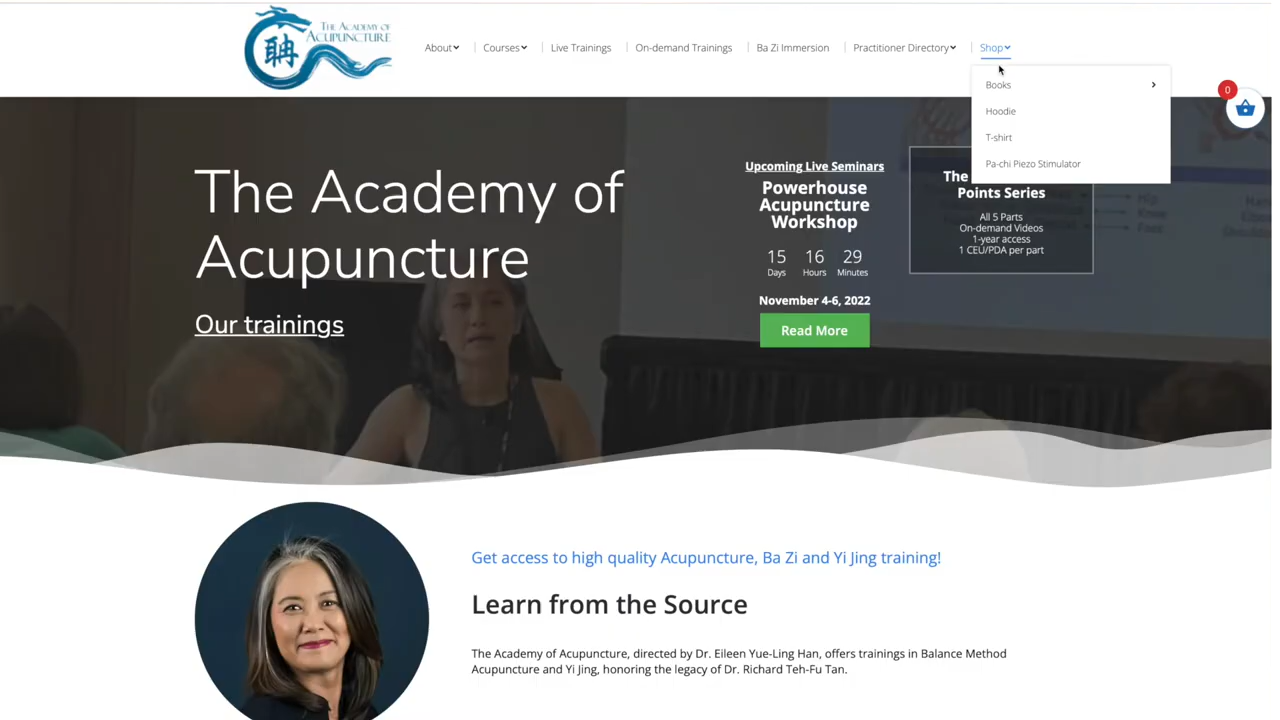 THE ACADEMY OF
ACUPUNCTURE
About
Courses
Live Trainings
On-demand Trainings
Ba Zi Immersion
Practitioner Directory
Shop
Books
Hoodie
T-shirt
Pa-chi Piezo Stimulator
0
The Academy of
Acupuncture
Our trainings
Upcoming Live Seminars
Powerhouse
Acupuncture
Workshop
15 16 29
Days Hours Minutes
November 4-6, 2022
Read More
The
Points Series
All 5 Parts
On-demand Videos
1-year access
1 CEU/PDA per part
Hip
Knee
Get access to high quality Acupuncture, Ba Zi and Yi Jing training!
Learn from the Source
The Academy of Acupuncture, directed by Dr. Eileen Yue-Ling Han, offers trainings in Balance Method
Acupuncture and Yi Jing, honoring the legacy of Dr. Richard Teh-Fu Tan.